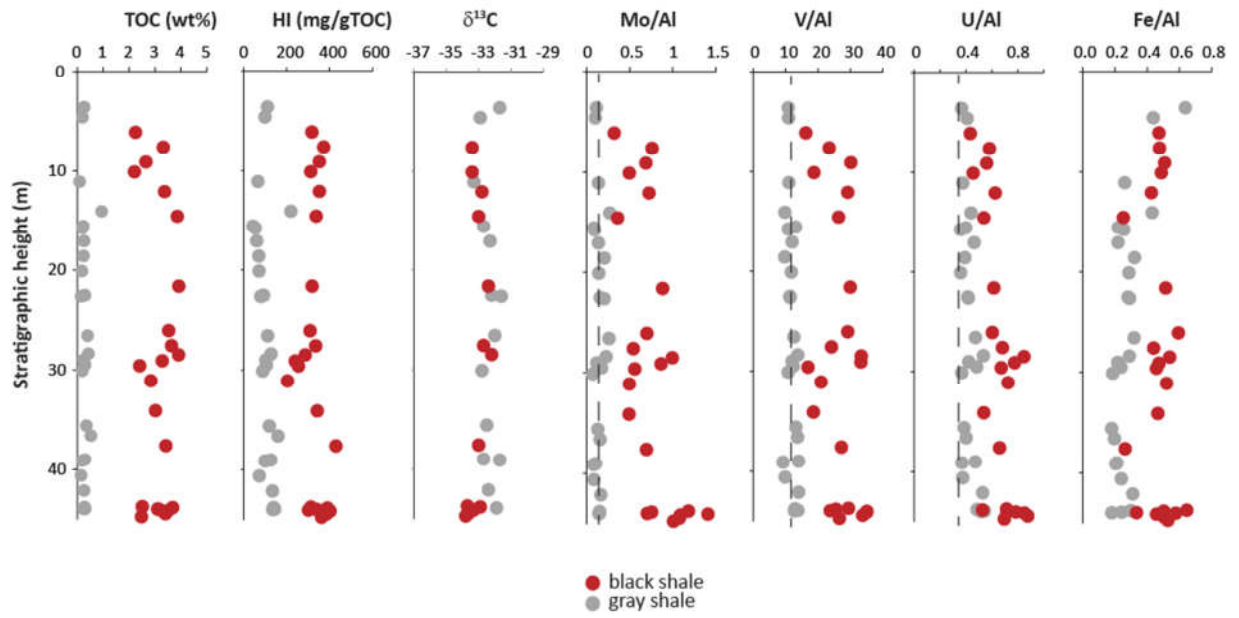 TOC (wt%) HI (mg/gTOC) δ¹³C Mo/Al V/Al U/Al Fe/Al
-37 -35 -33 -31 -29
0 1 2 3 4 5 0 200 400 600 0 0.5 1 1.5 0 10 20 30 40 0 0.4 0.8 0.0 0.2 0.4 0.6 0.8
0
10
20
30
40
Stratigraphic height (m)
black shale
gray shale